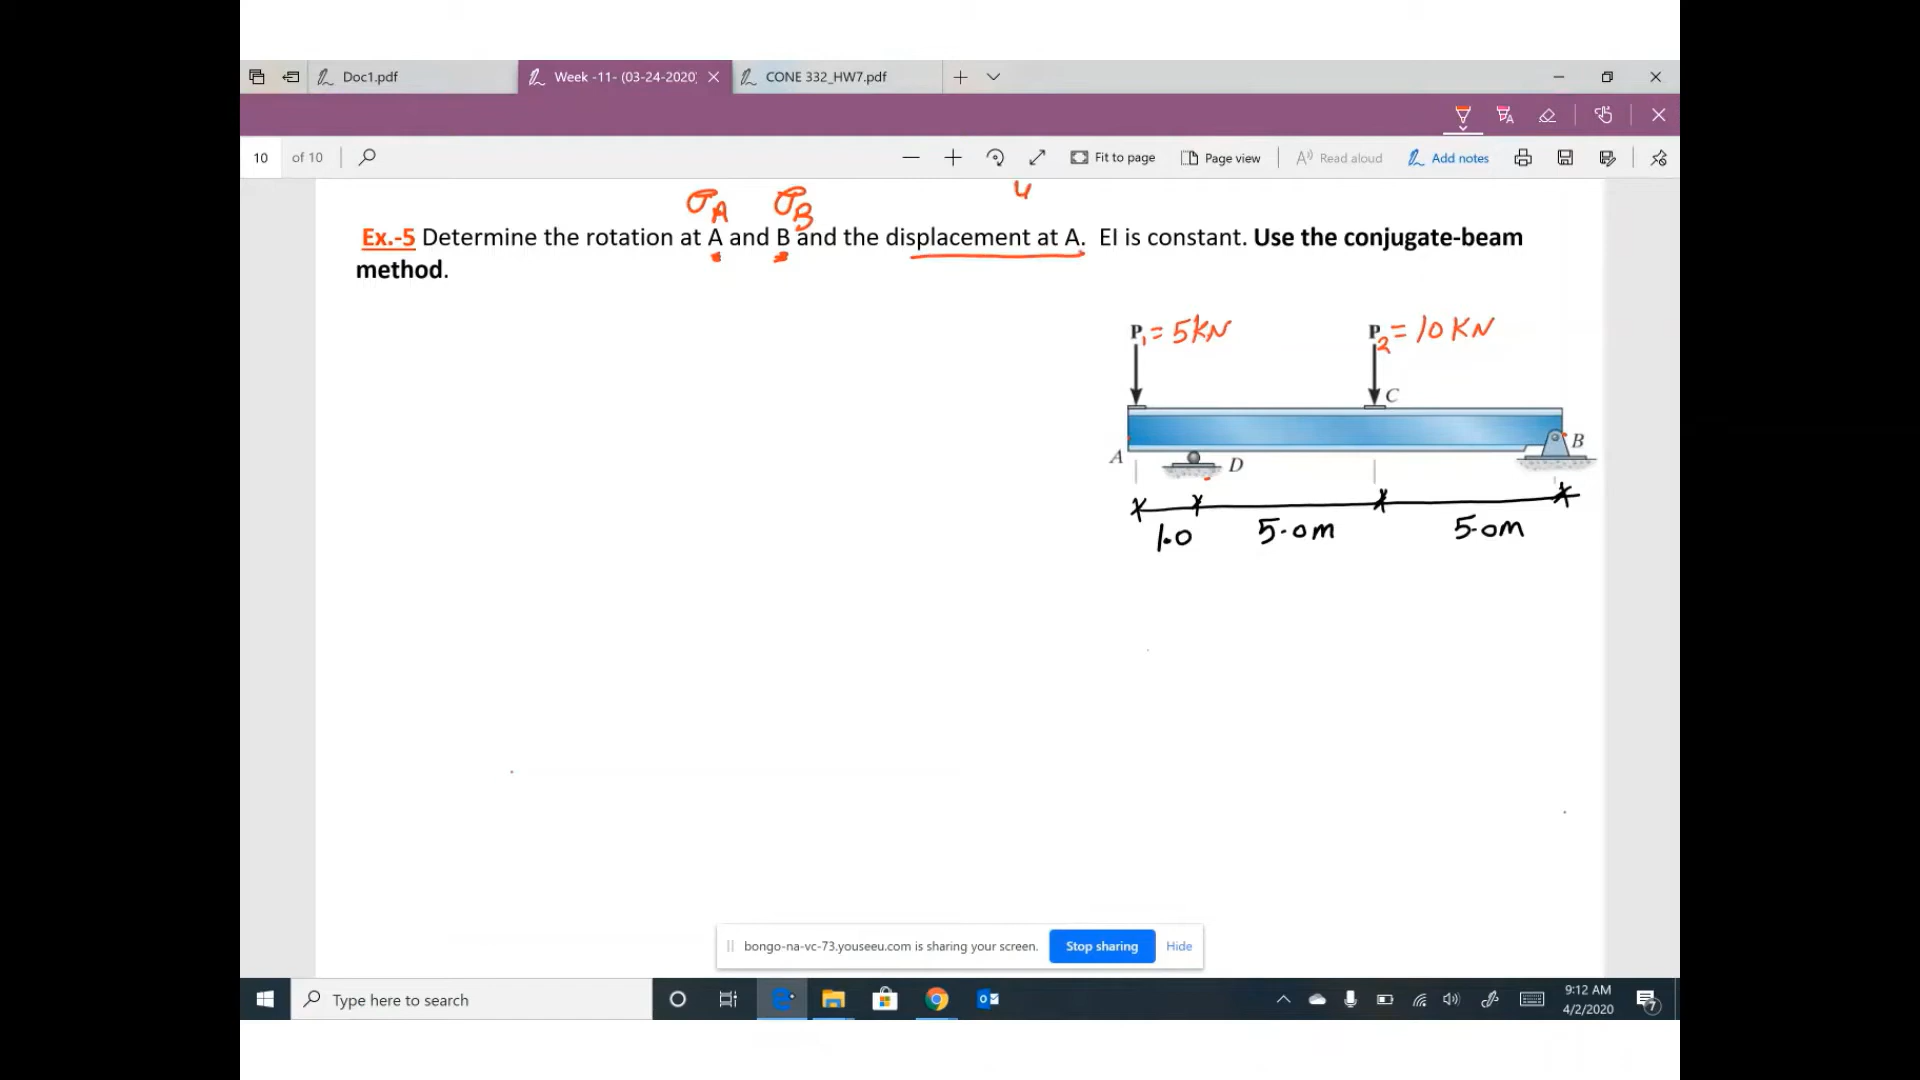 Doc1.pdf
Week -11- (03-24-2020)
CONE 332_HW7.pdf
10 of 10
Fit to page
Page view
Read aloud
Add notes
σA σB
Ex.-5 Determine the rotation at A and B and the displacement at A. EI is constant. Use the conjugate-beam
method.
P1 = 5KN
P2 = 10 KN
C
A
D
B
1.0
5.0m
5.0m
bongo-na-vc-73.youseeu.com is sharing your screen.
Stop sharing
Hide
Type here to search
9:12 AM
4/2/2020
7